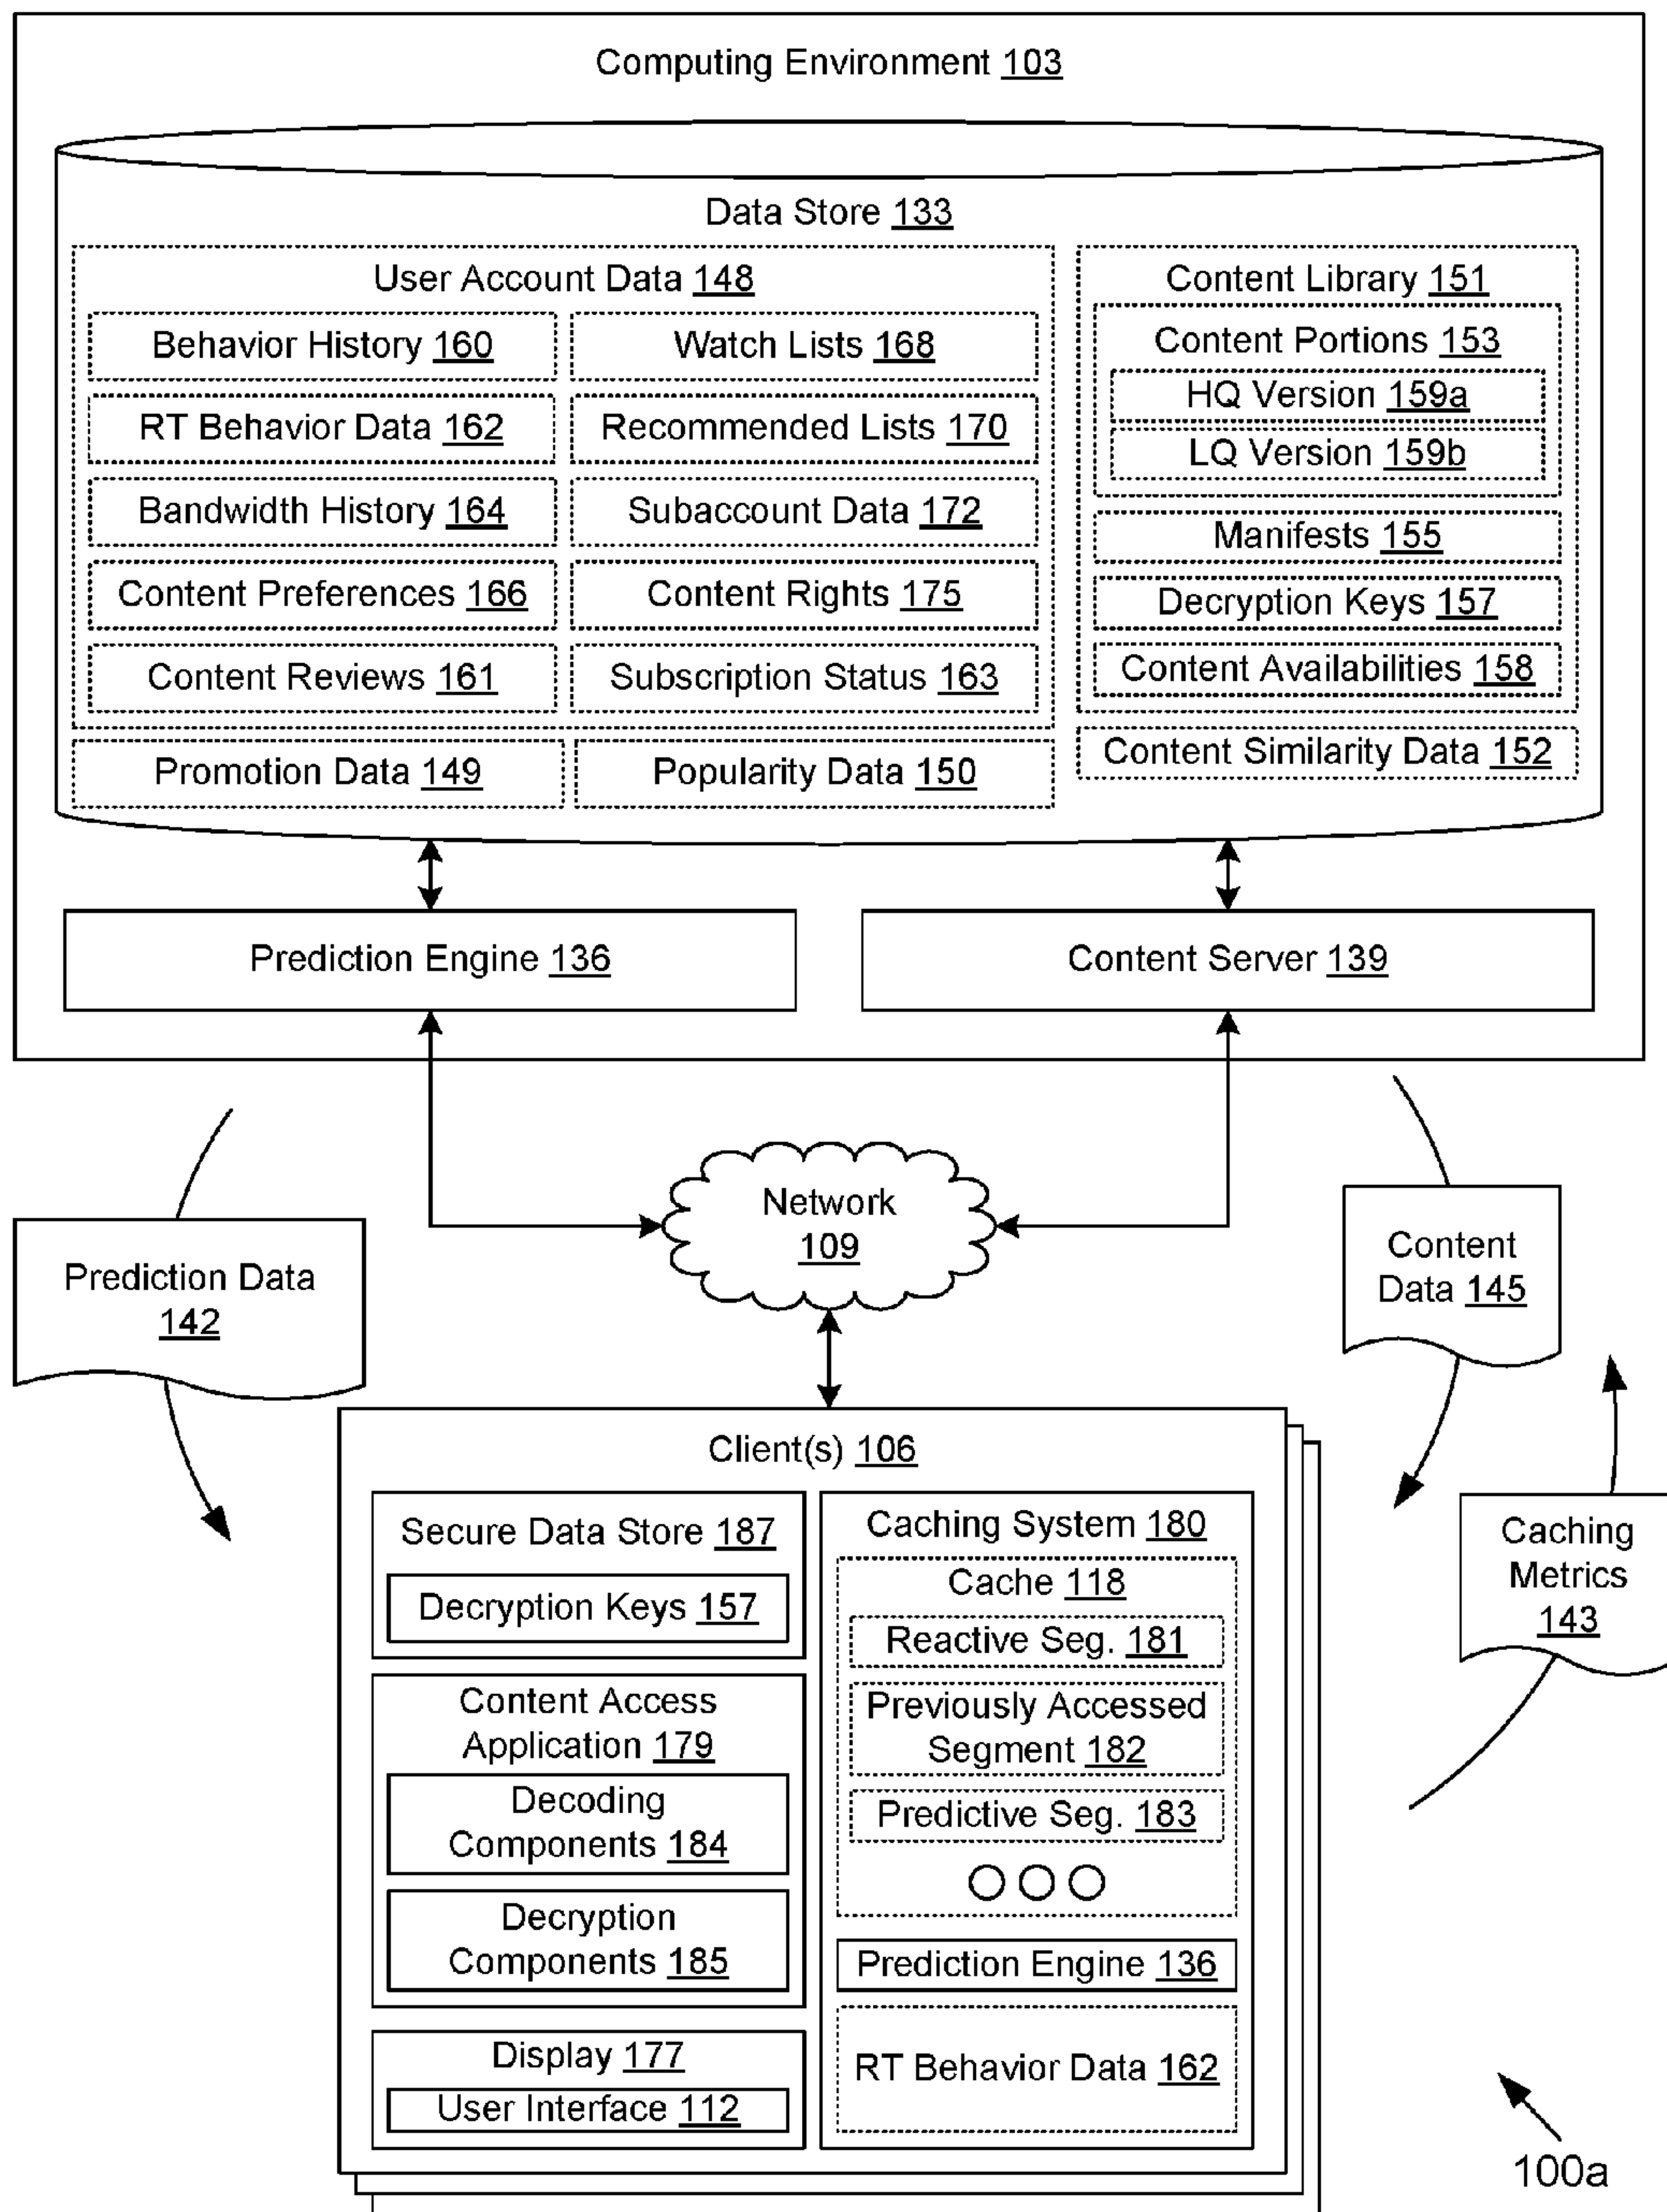 Computing Environment 103
Data Store 133
User Account Data 148
Behavior History 160
Watch Lists 168
RT Behavior Data 162
Recommended Lists 170
Bandwidth History 164
Subaccount Data 172
Content Preferences 166
Content Rights 175
Content Reviews 161
Subscription Status 163
Promotion Data 149
Popularity Data 150
Content Library 151
Content Portions 153
HQ Version 159a
LQ Version 159b
Manifests 155
Decryption Keys 157
Content Availabilities 158
Content Similarity Data 152
Prediction Engine 136
Content Server 139
Network
109
Prediction Data
142
Content
Data 145
Caching
Metrics
143
Client(s) 106
Secure Data Store 187
Decryption Keys 157
Content Access
Application 179
Decoding
Components 184
Decryption
Components 185
Display 177
User Interface 112
Caching System 180
Cache 118
Reactive Seg. 181
Previously Accessed
Segment 182
Predictive Seg. 183
Prediction Engine 136
RT Behavior Data 162
100a